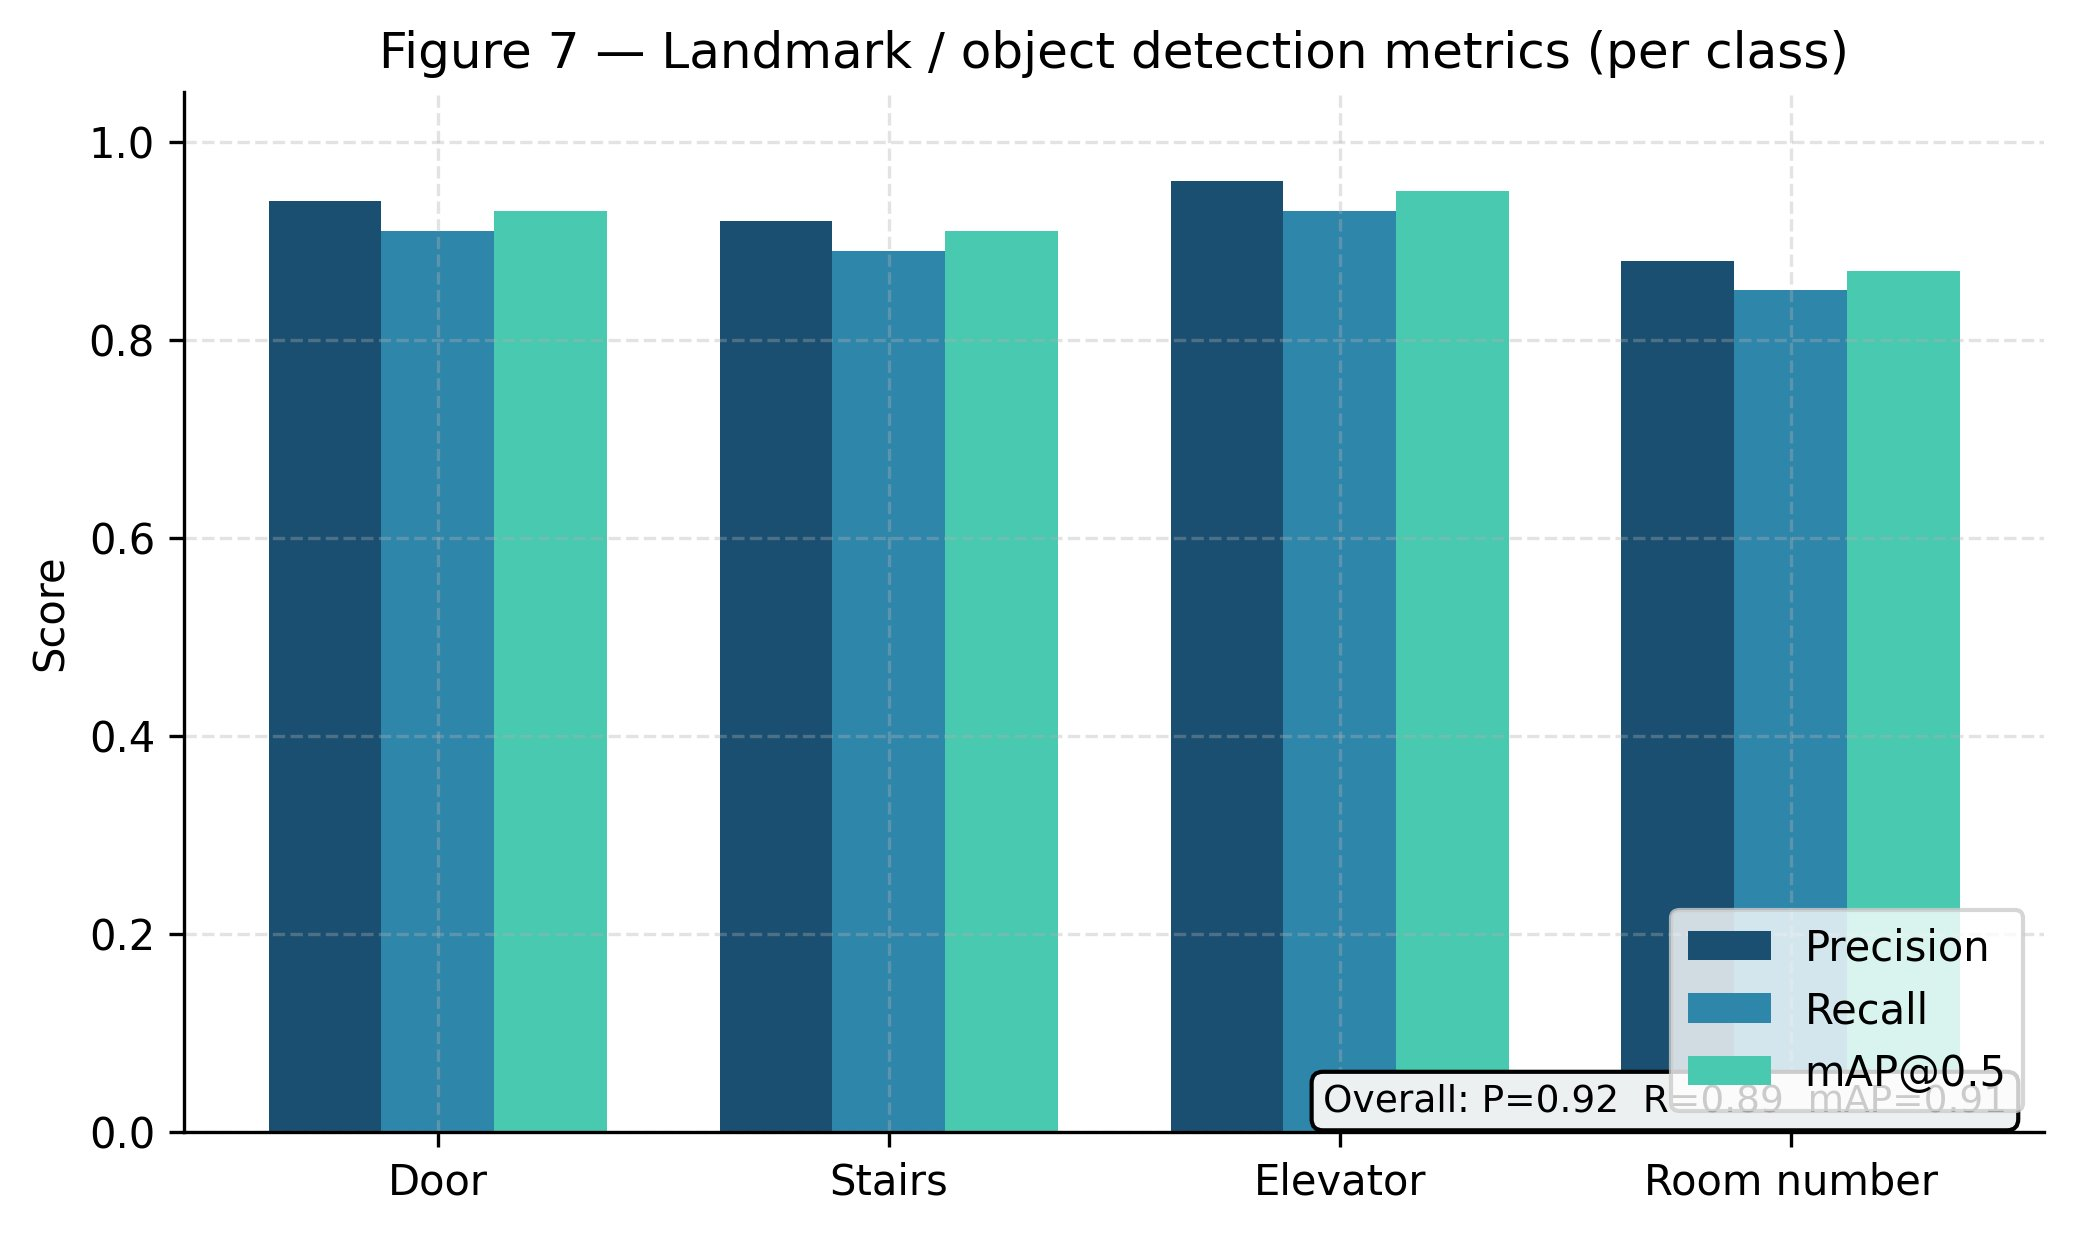 Figure 7 — Landmark / object detection metrics (per class)
Score
1.0
0.8
0.6
0.4
0.2
0.0
Precision
Recall
mAP@0.5
Overall: P=0.92  R=0.89  mAP=0.91
Door
Stairs
Elevator
Room number